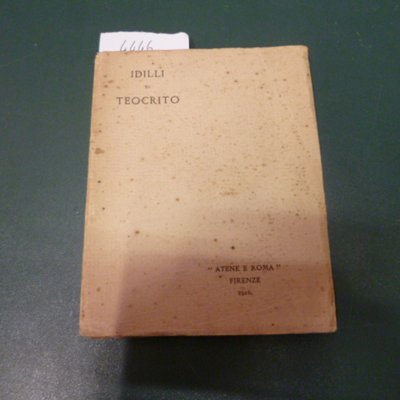 4446
IDILLI
TEOCRITO
"ATENE E ROMA"
FIRENZE